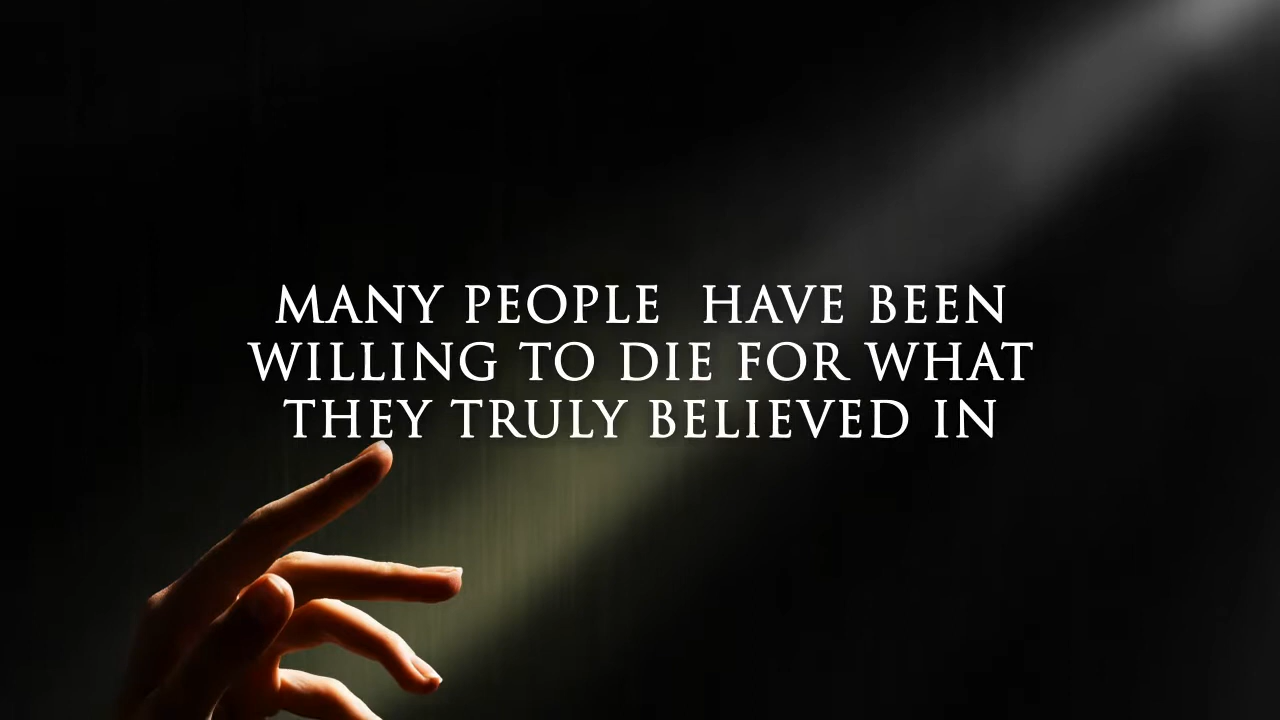 MANY PEOPLE  HAVE BEEN
WILLING TO DIE FOR WHAT
THEY TRULY BELIEVED IN